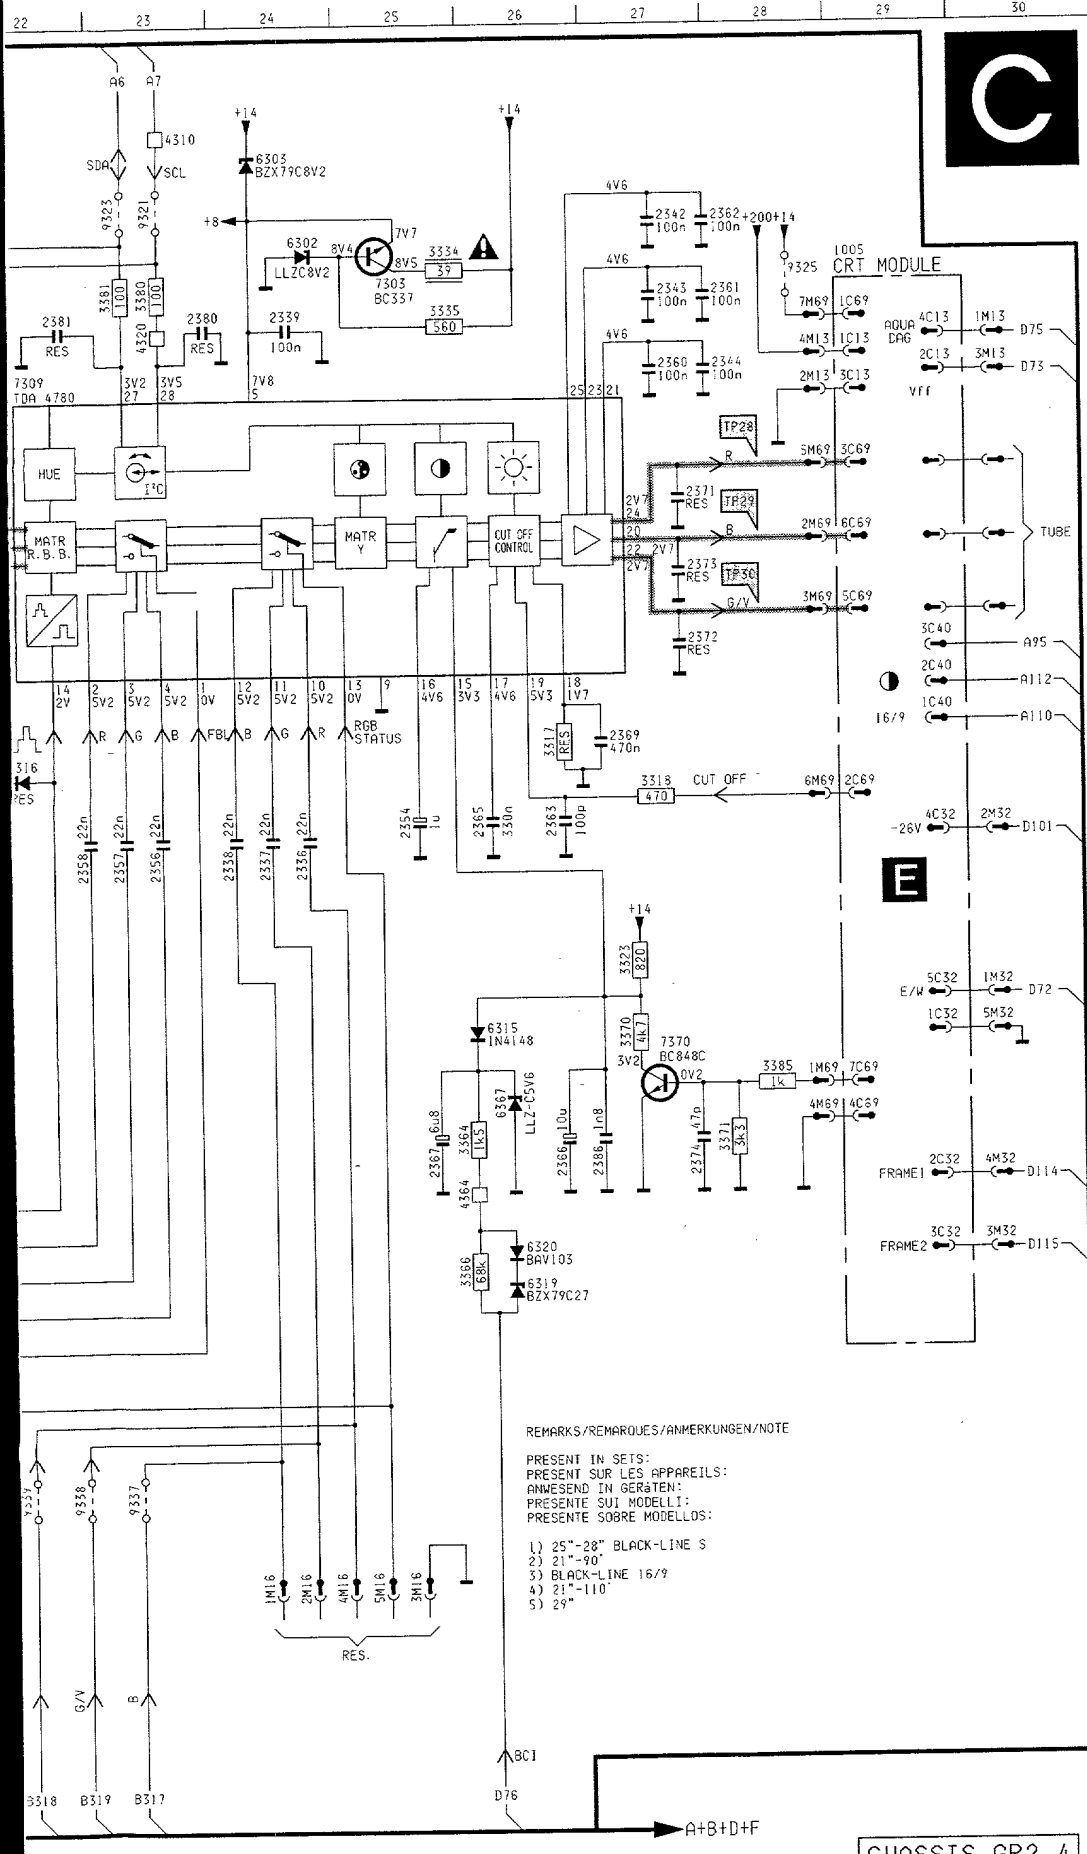 22 23 24 25 26 27 28 29 30
C
A6 A7
4310
SDA SCL
9323 9321
+14
6303
BZX79C8V2
+14
+8
7V7
6302
LLZC8V2
8V4
8V5
7303
BC337
3334
39
3335
560
3381
100
3380
100
4320
2381
RES
2380
RES
2339
100n
4V6
2342
100n
2362
100n
4V6
2343
100n
2361
100n
4V6
2360
100n
2344
100n
+200 +14
9325
1005
CRT MODULE
7M69 1C69
4M13 1C13
2M13 3C13
AQUA
DAG
4C13 1M13 D75
2C13 3M13 D73
Vff
7309
TDA 4780
3V2
27
3V5
28
7V8
5
25 23 21
HUE
I²C
MATR
R.B.B.
MATR
Y
CUT OFF
CONTROL
2V7
24
20
2V7
22
2V7
TP28
R
5M69 3C69
2371
RES
TP29
B
2M69 6C69
2373
RES
TP30
G/V
3M69 5C69
2372
RES
TUBE
3C40 A95
2C40 A112
16/9 1C40 A110
14
2V
2
5V2
3
5V2
4
5V2
1
0V
12
5V2
11
5V2
10
5V2
13
0V
9
16
4V6
15
3V3
17
4V6
19
5V3
18
1V7
R G B FBL B G R
RGB
STATUS
316
RES
3317
RES
2369
470n
3318
470
CUT OFF
6M69 2C69
2358 22n
2357 22n
2356 22n
2338 22n
2337 22n
2336 22n
2354 1u
2365 330n
2363 100p
-26V 4C32 2M32 D101
E
+14
3323
820
3370
4k7
6315
1N4148
3V2
7370
BC848C
0V2
3385
1k
1M69 7C69
4M69 4C69
E/W 5C32 1M32 D72
1C32 5M32
2367 6u8
3364
1k5
6367
LLZ-C5V6
2366 10u
2386 1n8
2374 47p
3371
3k3
4364
FRAME1 2C32 4M32 D114
FRAME2 3C32 3M32 D115
3366
68k
6320
BAV103
6319
BZX79C27
REMARKS/REMARQUES/ANMERKUNGEN/NOTE
PRESENT IN SETS:
PRESENT SUR LES APPAREILS:
ANWESEND IN GERäTEN:
PRESENTE SUI MODELLI:
PRESENTE SOBRE MODELLOS:
1) 25"-28" BLACK-LINE S
2) 21"-90°
3) BLACK-LINE 16/9
4) 21"-110°
5) 29"
9339 9338 9337
1M16 2M16 4M16 5M16 3M16
RES.
G/V B
BC1
B318 B319 B317 D76
A+B+D+F
CHASSIS GR2.4